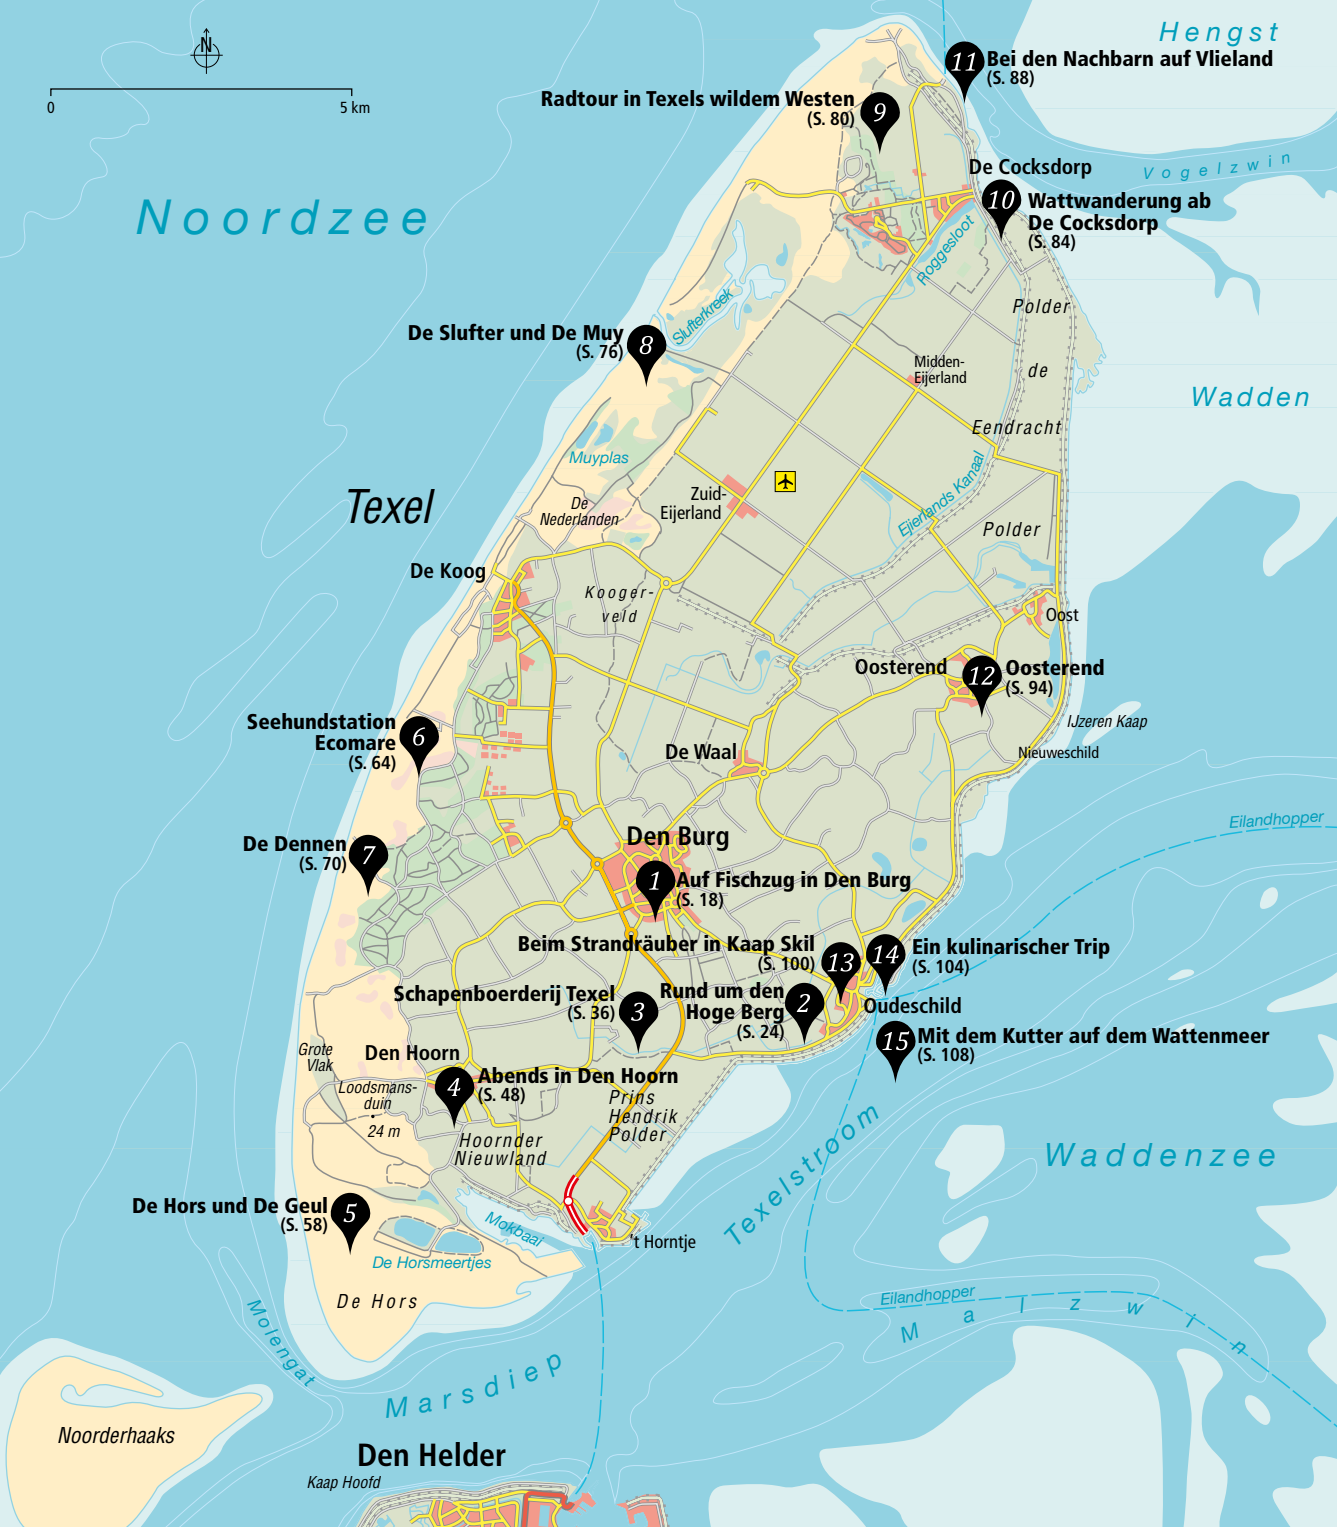 Hengst
N
11
Bei den Nachbarn auf Vlieland
(S. 88)
0
5 km
Radtour in Texels wildem Westen
(S. 80)
9
Vogelzwin
De Cocksdorp
10
Wattwanderung ab
De Cocksdorp
(S. 84)
Noordzee
Roggesloot
Slufterkreek
Polder
de
Eendracht
De Slufter und De Muy
(S. 76)
8
Midden-
Eijerland
Wadden
Muyplas
Texel
De
Nederlanden
Zuid-
Eijerland
Eijerlands Kanaal
Polder
De Koog
Kooger-
veld
Oost
Oosterend
12
Oosterend
(S. 94)
IJzeren Kaap
Nieuweschild
Seehundstation
Ecomare
(S. 64)
6
De Waal
Eilandhopper
De Dennen
(S. 70)
7
Den Burg
1
Auf Fischzug in Den Burg
(S. 18)
Beim Strandräuber in Kaap Skil
(S. 100)
13
14
Ein kulinarischer Trip
(S. 104)
Schapenboerderij Texel
(S. 36)
3
Rund um den
Hoge Berg
(S. 24)
2
Oudeschild
15
Mit dem Kutter auf dem Wattenmeer
(S. 108)
Grote
Vlak
Den Hoorn
4
Abends in Den Hoorn
(S. 48)
Loodsmans-
duin
24 m
Prins
Hendrik
Polder
Hoornder
Nieuwland
Texelstroom
Waddenzee
De Hors und De Geul
(S. 58)
5
Mokbaai
't Horntje
De Horsmeertjes
De Hors
Eilandhopper
Malzwin
Molengat
Marsdiep
Noorderhaaks
Den Helder
Kaap Hoofd